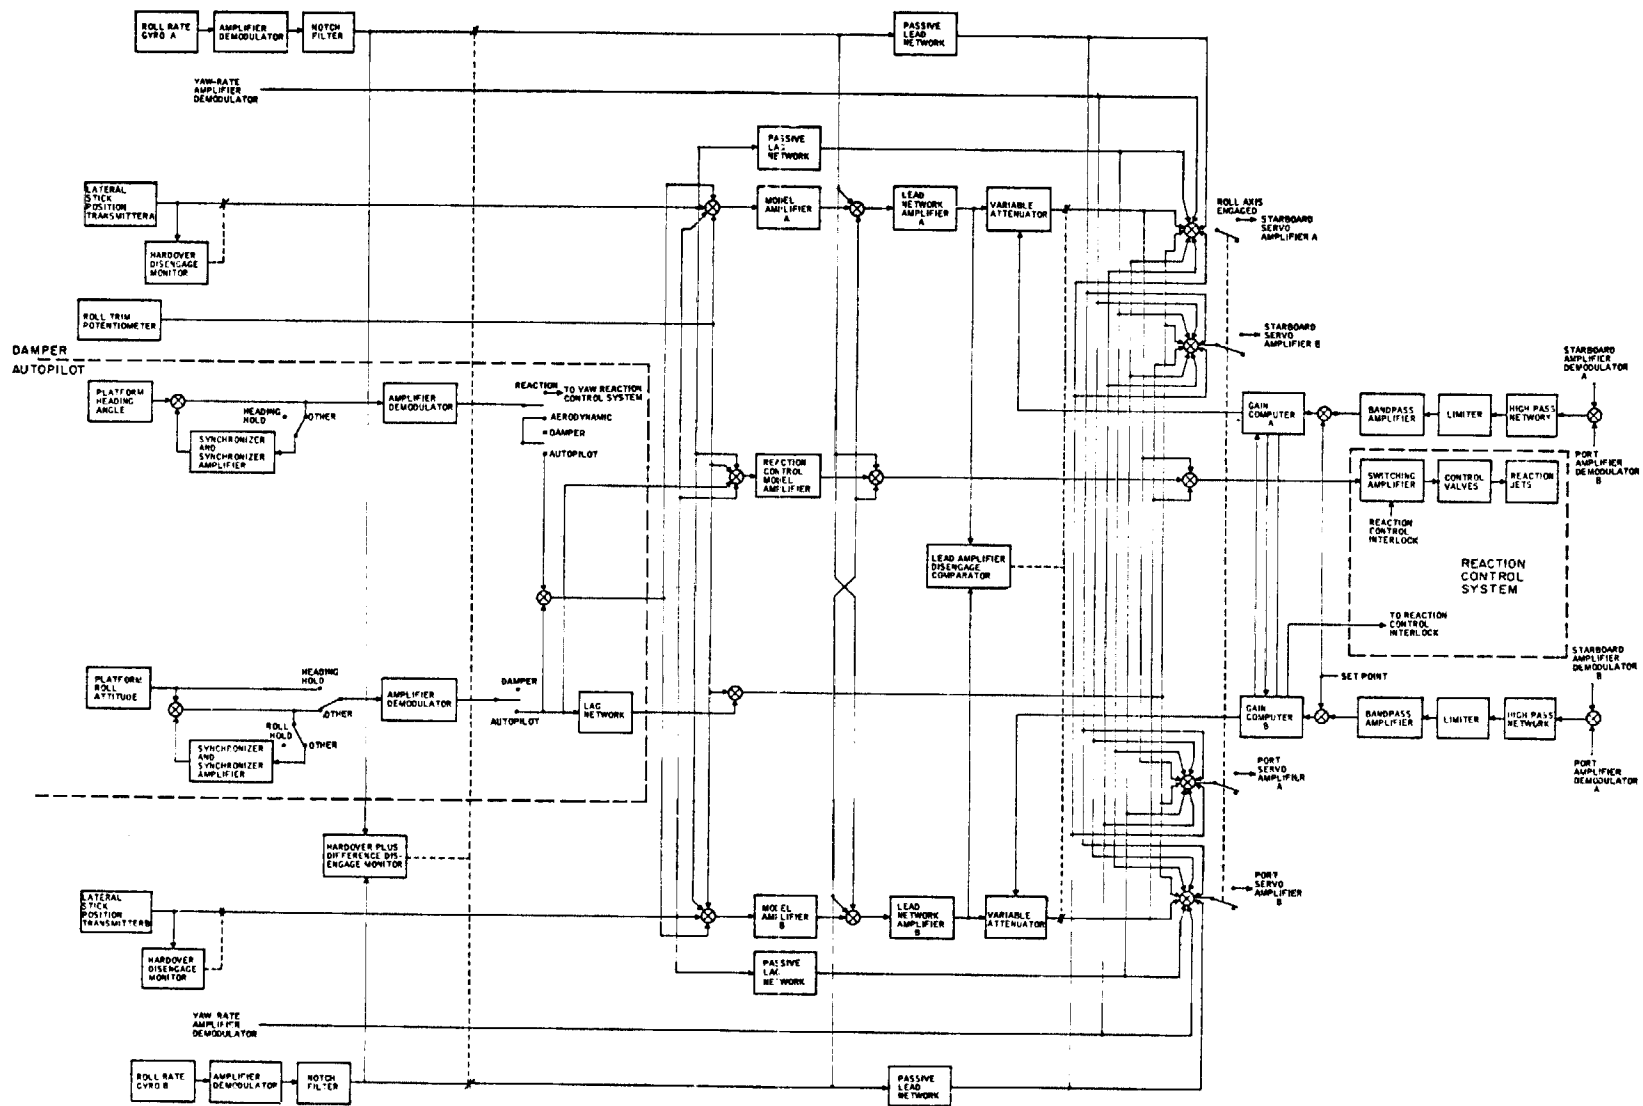 ROLL RATE
GYRO A
AMPLIFIER
DEMODULATOR
NOTCH
FILTER
PASSIVE
LEAD
NETWORK
YAW-RATE
AMPLIFIER
DEMODULATOR
PASSIVE
LAG
NETWORK
LATERAL
STICK
POSITION
TRANSMITTERA
MODEL
AMPLIFIER
A
LEAD
NETWORK
AMPLIFIER
A
VARIABLE
ATTENUATOR
ROLL AXIS
ENGAGED
STARBOARD
SERVO
AMPLIFIER A
HARDOVER
DISENGAGE
MONITOR
ROLL TRIM
POTENTIOMETER
STARBOARD
SERVO
AMPLIFIER B
DAMPER
AUTOPILOT
PLATFORM
HEADING
ANGLE
HEADING
HOLD
OTHER
SYNCHRONIZER
AND
SYNCHRONIZER
AMPLIFIER
AMPLIFIER
DEMODULATOR
REACTION
TO YAW REACTION
CONTROL SYSTEM
AERODYNAMIC
DAMPER
AUTOPILOT
REACTION
CONTROL
MODEL
AMPLIFIER
GAIN
COMPUTER
A
BANDPASS
AMPLIFIER
LIMITER
HIGH PASS
NETWORK
STARBOARD
AMPLIFIER
DEMODULATOR
A
PORT
AMPLIFIER
DEMODULATOR
B
SWITCHING
AMPLIFIER
CONTROL
VALVES
REACTION
JETS
REACTION
CONTROL
INTERLOCK
REACTION
CONTROL
SYSTEM
LEAD AMPLIFIER
DISENGAGE
COMPARATOR
TO REACTION
CONTROL
INTERLOCK
PLATFORM
ROLL
ATTITUDE
HEADING
HOLD
OTHER
ROLL
HOLD
OTHER
SYNCHRONIZER
AND
SYNCHRONIZER
AMPLIFIER
AMPLIFIER
DEMODULATOR
DAMPER
AUTOPILOT
LAG
NETWORK
SET POINT
GAIN
COMPUTER
B
BANDPASS
AMPLIFIER
LIMITER
HIGH PASS
NETWORK
STARBOARD
AMPLIFIER
DEMODULATOR
B
PORT
AMPLIFIER
DEMODULATOR
A
PORT
SERVO
AMPLIFIER
A
HARDOVER PLUS
DIFFERENCE DIS-
ENGAGE MONITOR
LATERAL
STICK
POSITION
TRANSMITTERB
MODEL
AMPLIFIER
B
LEAD
NETWORK
AMPLIFIER
B
VARIABLE
ATTENUATOR
PORT
SERVO
AMPLIFIER
B
HARDOVER
DISENGAGE
MONITOR
PASSIVE
LAG
NETWORK
YAW RATE
AMPLIFIER
DEMODULATOR
ROLL RATE
GYRO B
AMPLIFIER
DEMODULATOR
NOTCH
FILTER
PASSIVE
LEAD
NETWORK